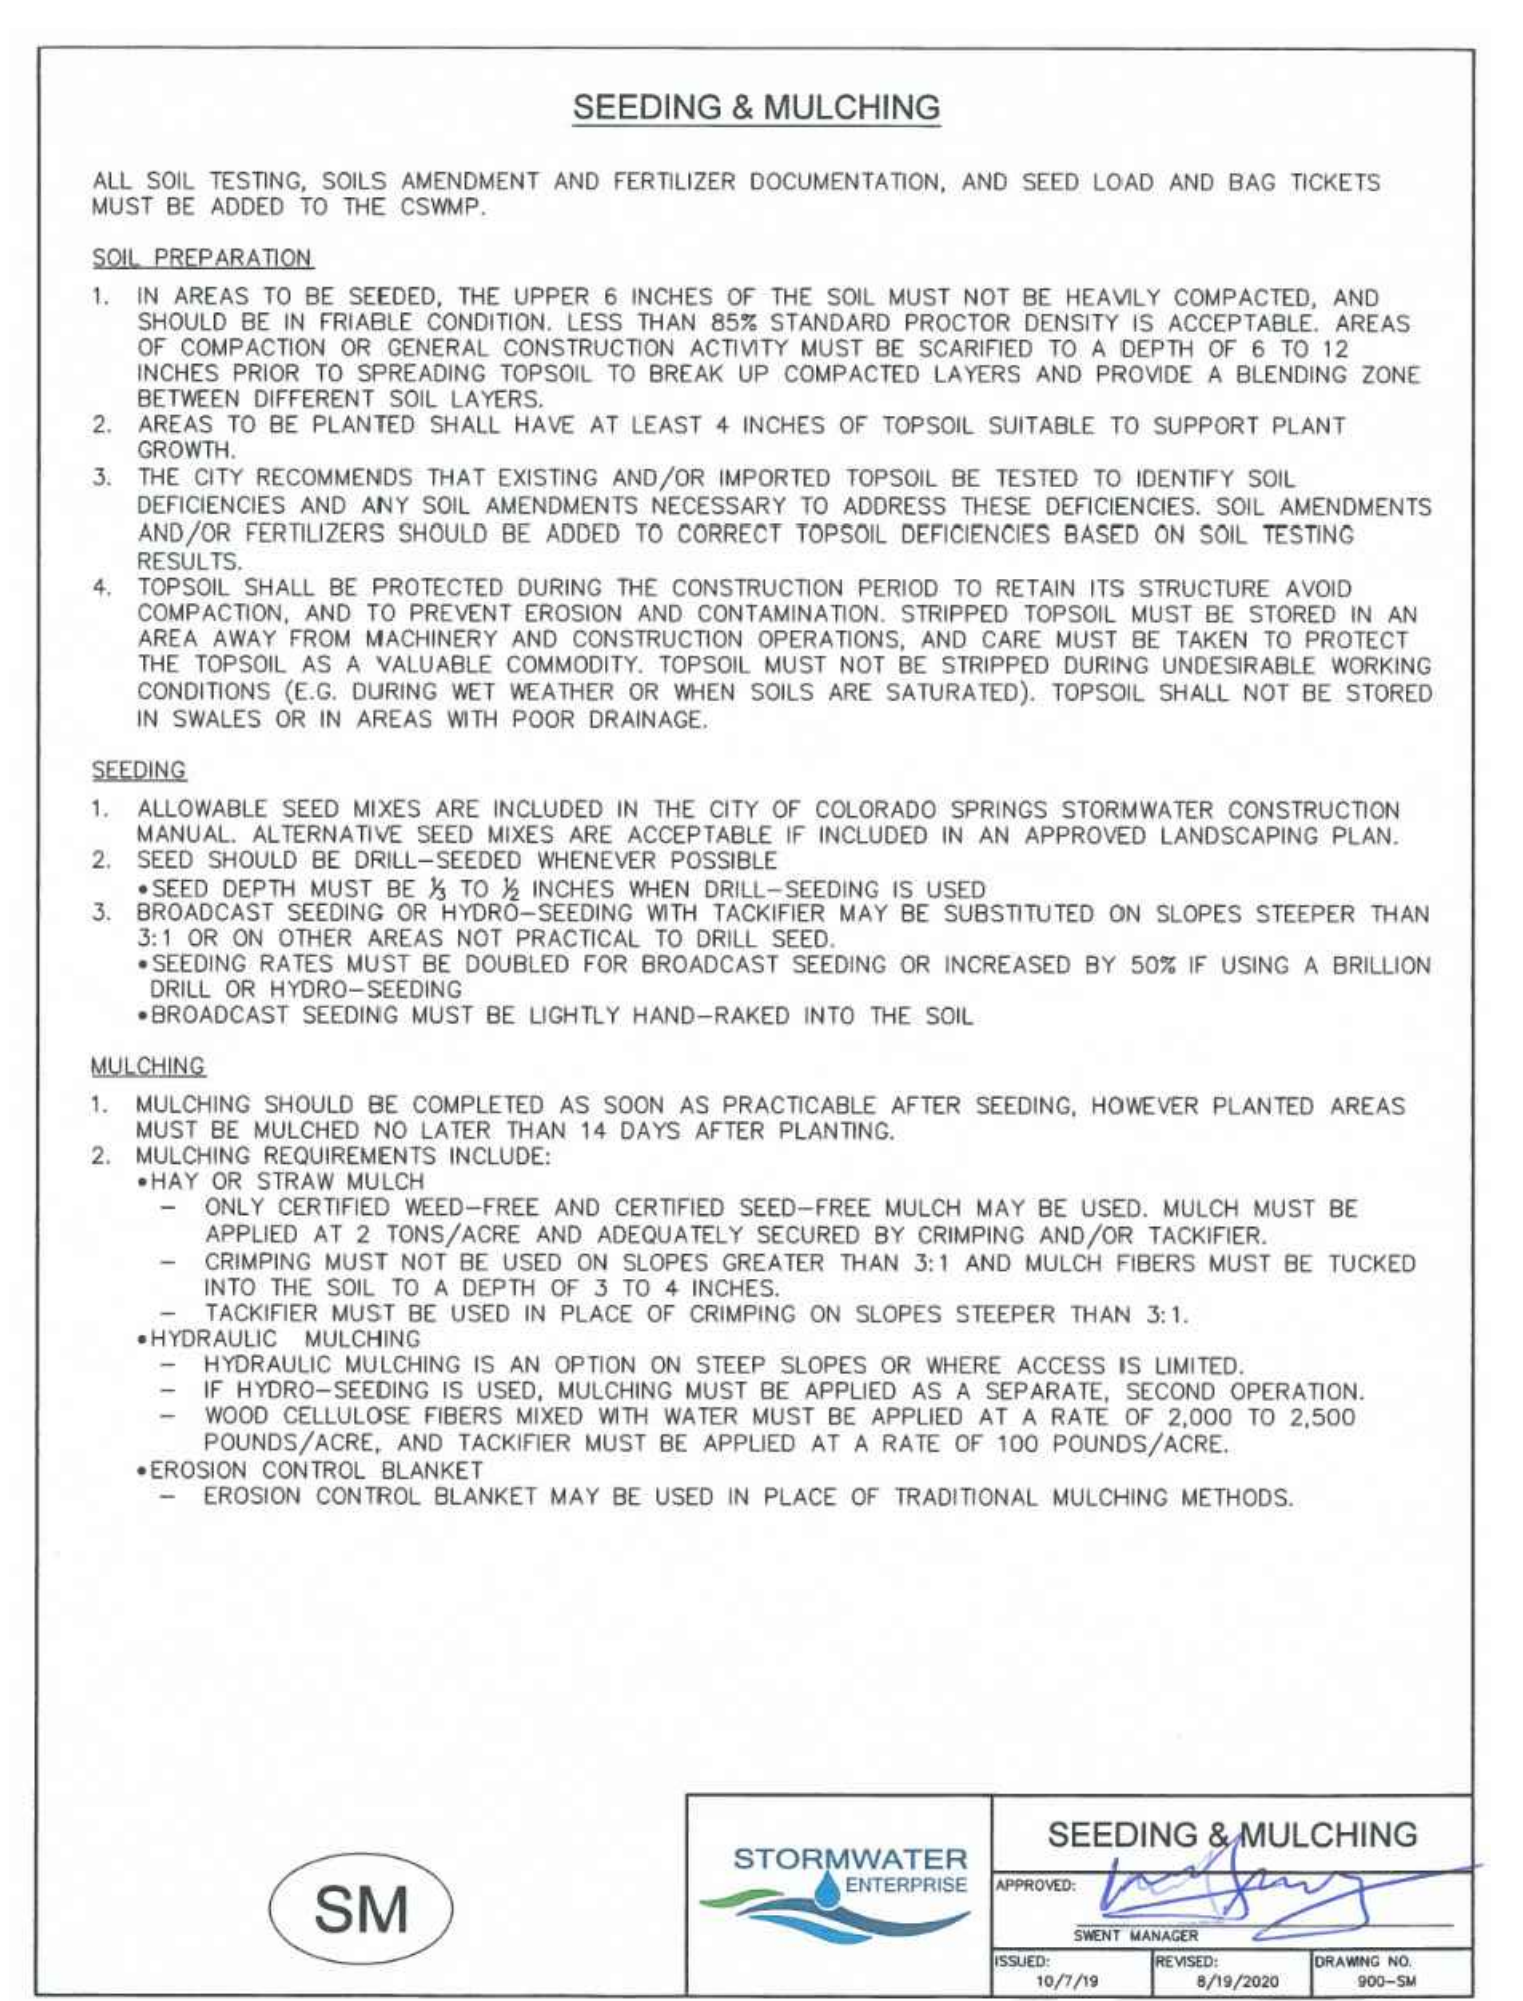 SEEDING & MULCHING
ALL SOIL TESTING, SOILS AMENDMENT AND FERTILIZER DOCUMENTATION, AND SEED LOAD AND BAG TICKETS
MUST BE ADDED TO THE CSWMP.
SOIL PREPARATION
1. IN AREAS TO BE SEEDED, THE UPPER 6 INCHES OF THE SOIL MUST NOT BE HEAVILY COMPACTED, AND
SHOULD BE IN FRIABLE CONDITION. LESS THAN 85% STANDARD PROCTOR DENSITY IS ACCEPTABLE. AREAS
OF COMPACTION OR GENERAL CONSTRUCTION ACTIVITY MUST BE SCARIFIED TO A DEPTH OF 6 TO 12
INCHES PRIOR TO SPREADING TOPSOIL TO BREAK UP COMPACTED LAYERS AND PROVIDE A BLENDING ZONE
BETWEEN DIFFERENT SOIL LAYERS.
2. AREAS TO BE PLANTED SHALL HAVE AT LEAST 4 INCHES OF TOPSOIL SUITABLE TO SUPPORT PLANT
GROWTH.
3. THE CITY RECOMMENDS THAT EXISTING AND/OR IMPORTED TOPSOIL BE TESTED TO IDENTIFY SOIL
DEFICIENCIES AND ANY SOIL AMENDMENTS NECESSARY TO ADDRESS THESE DEFICIENCIES. SOIL AMENDMENTS
AND/OR FERTILIZERS SHOULD BE ADDED TO CORRECT TOPSOIL DEFICIENCIES BASED ON SOIL TESTING
RESULTS.
4. TOPSOIL SHALL BE PROTECTED DURING THE CONSTRUCTION PERIOD TO RETAIN ITS STRUCTURE AVOID
COMPACTION, AND TO PREVENT EROSION AND CONTAMINATION. STRIPPED TOPSOIL MUST BE STORED IN AN
AREA AWAY FROM MACHINERY AND CONSTRUCTION OPERATIONS, AND CARE MUST BE TAKEN TO PROTECT
THE TOPSOIL AS A VALUABLE COMMODITY. TOPSOIL MUST NOT BE STRIPPED DURING UNDESIRABLE WORKING
CONDITIONS (E.G. DURING WET WEATHER OR WHEN SOILS ARE SATURATED). TOPSOIL SHALL NOT BE STORED
IN SWALES OR IN AREAS WITH POOR DRAINAGE.
SEEDING
1. ALLOWABLE SEED MIXES ARE INCLUDED IN THE CITY OF COLORADO SPRINGS STORMWATER CONSTRUCTION
MANUAL. ALTERNATIVE SEED MIXES ARE ACCEPTABLE IF INCLUDED IN AN APPROVED LANDSCAPING PLAN.
2. SEED SHOULD BE DRILL-SEEDED WHENEVER POSSIBLE
•SEED DEPTH MUST BE ⅓ TO ½ INCHES WHEN DRILL-SEEDING IS USED
3. BROADCAST SEEDING OR HYDRO-SEEDING WITH TACKIFIER MAY BE SUBSTITUTED ON SLOPES STEEPER THAN
3:1 OR ON OTHER AREAS NOT PRACTICAL TO DRILL SEED.
•SEEDING RATES MUST BE DOUBLED FOR BROADCAST SEEDING OR INCREASED BY 50% IF USING A BRILLION
DRILL OR HYDRO-SEEDING
•BROADCAST SEEDING MUST BE LIGHTLY HAND-RAKED INTO THE SOIL
MULCHING
1. MULCHING SHOULD BE COMPLETED AS SOON AS PRACTICABLE AFTER SEEDING, HOWEVER PLANTED AREAS
MUST BE MULCHED NO LATER THAN 14 DAYS AFTER PLANTING.
2. MULCHING REQUIREMENTS INCLUDE:
•HAY OR STRAW MULCH
- ONLY CERTIFIED WEED-FREE AND CERTIFIED SEED-FREE MULCH MAY BE USED. MULCH MUST BE
APPLIED AT 2 TONS/ACRE AND ADEQUATELY SECURED BY CRIMPING AND/OR TACKIFIER.
- CRIMPING MUST NOT BE USED ON SLOPES GREATER THAN 3:1 AND MULCH FIBERS MUST BE TUCKED
INTO THE SOIL TO A DEPTH OF 3 TO 4 INCHES.
- TACKIFIER MUST BE USED IN PLACE OF CRIMPING ON SLOPES STEEPER THAN 3:1.
•HYDRAULIC MULCHING
- HYDRAULIC MULCHING IS AN OPTION ON STEEP SLOPES OR WHERE ACCESS IS LIMITED.
- IF HYDRO-SEEDING IS USED, MULCHING MUST BE APPLIED AS A SEPARATE, SECOND OPERATION.
- WOOD CELLULOSE FIBERS MIXED WITH WATER MUST BE APPLIED AT A RATE OF 2,000 TO 2,500
POUNDS/ACRE, AND TACKIFIER MUST BE APPLIED AT A RATE OF 100 POUNDS/ACRE.
•EROSION CONTROL BLANKET
- EROSION CONTROL BLANKET MAY BE USED IN PLACE OF TRADITIONAL MULCHING METHODS.
SM
STORMWATER
ENTERPRISE
SEEDING & MULCHING
APPROVED:
SWENT MANAGER
ISSUED: REVISED: DRAWING NO.
10/7/19 8/19/2020 900-SM